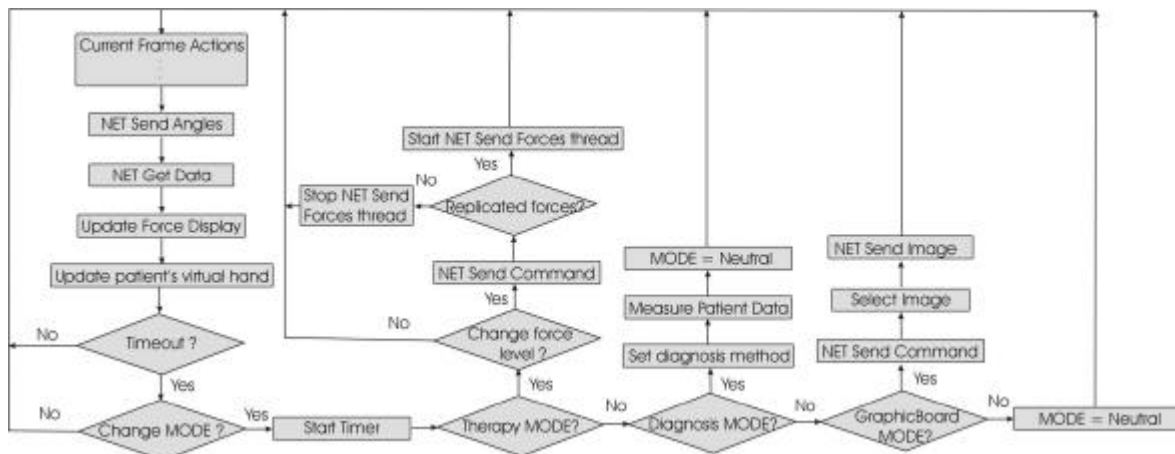 Current Frame Actions
NET Send Angles
NET Get Data
Update Force Display
Update patient's virtual hand
No
Timeout ?
Yes
No
Change MODE ?
Yes
Start Timer
Therapy MODE?
Yes
No
Change force
level ?
No
Yes
NET Send Command
Replicated forces?
No
Stop NET Send
Forces thread
Yes
Start NET Send Forces thread
Diagnosis MODE?
Yes
No
Set diagnosis method
Measure Patient Data
MODE = Neutral
GraphicBoard
MODE?
Yes
No
NET Send Command
Select Image
NET Send Image
MODE = Neutral